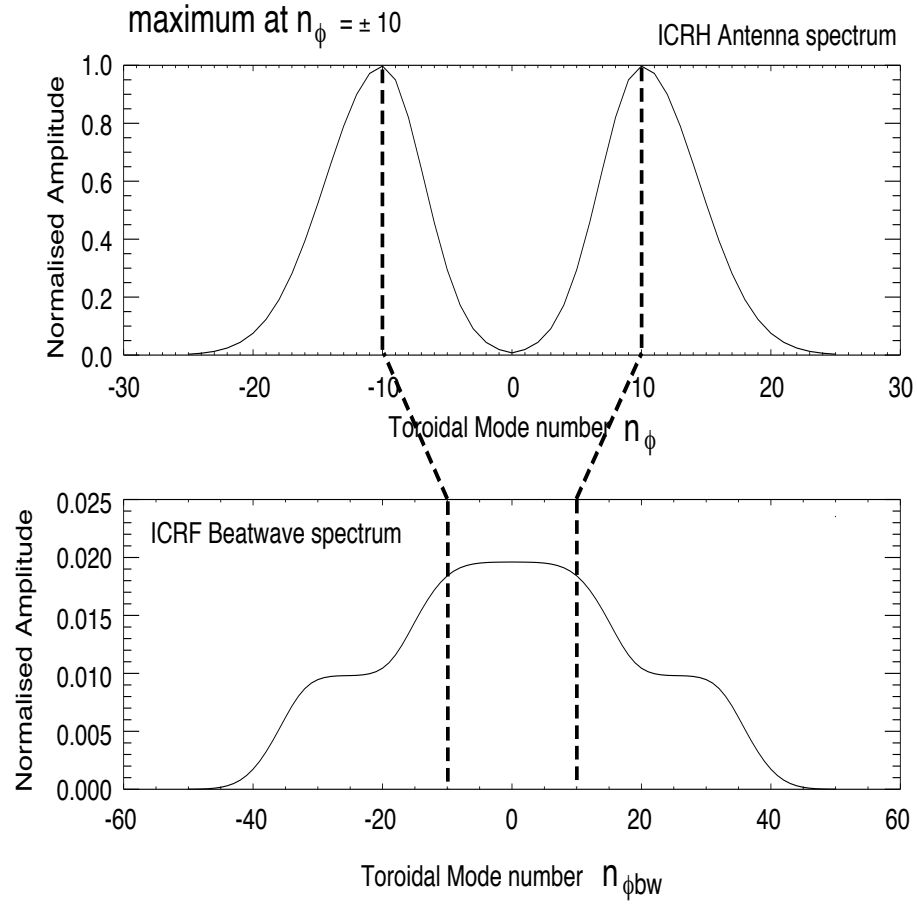 maximum at nϕ = ± 10
ICRH Antenna spectrum
Normalised Amplitude
1.0
0.8
0.6
0.4
0.2
0.0
-30 -20 -10 0 10 20 30
Toroidal Mode number nϕ
ICRF Beatwave spectrum
Normalised Amplitude
0.025
0.020
0.015
0.010
0.005
0.000
-60 -40 -20 0 20 40 60
Toroidal Mode number nϕbw